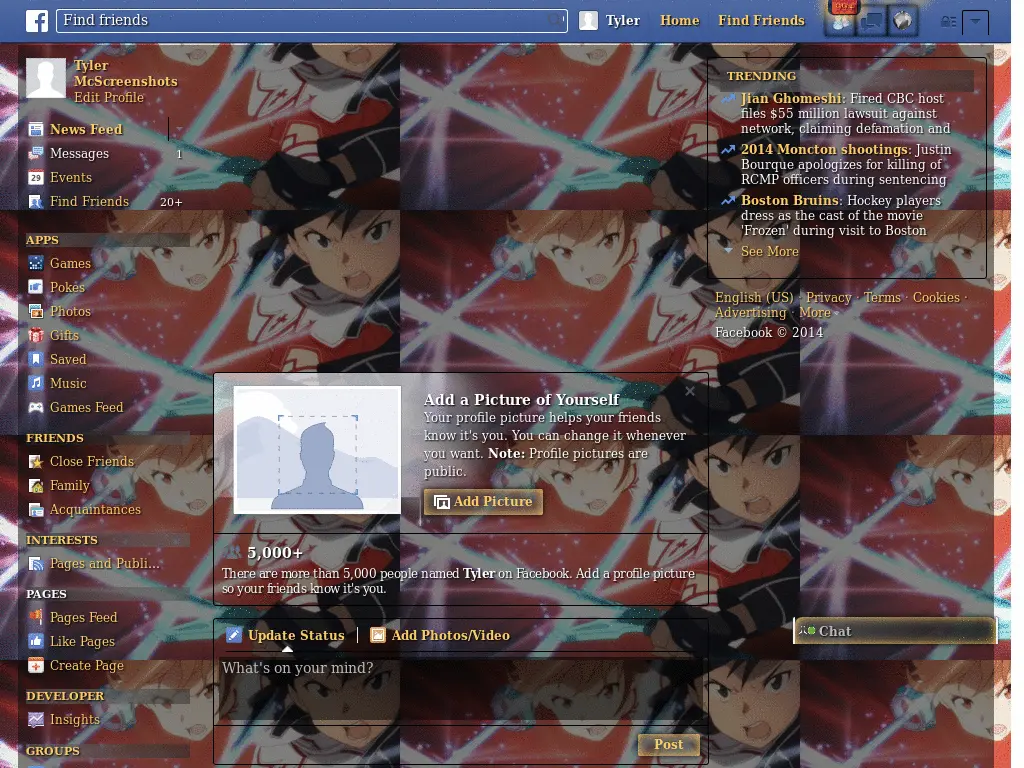 Find friends
Tyler
Home
Find Friends
Tyler
McScreenshots
Edit Profile
News Feed
Messages 1
29 Events
Find Friends 20+
APPS
Games
Pokes
Photos
Gifts
Saved
Music
Games Feed
FRIENDS
Close Friends
Family
Acquaintances
INTERESTS
Pages and Publi...
PAGES
Pages Feed
Like Pages
Create Page
DEVELOPER
Insights
GROUPS
Add a Picture of Yourself
Your profile picture helps your friends
know it's you. You can change it whenever
you want. Note: Profile pictures are
public.
Add Picture
5,000+
There are more than 5,000 people named Tyler on Facebook. Add a profile picture
so your friends know it's you.
Update Status
Add Photos/Video
What's on your mind?
Post
TRENDING
Jian Ghomeshi: Fired CBC host
files $55 million lawsuit against
network, claiming defamation and
2014 Moncton shootings: Justin
Bourque apologizes for killing of
RCMP officers during sentencing
Boston Bruins: Hockey players
dress as the cast of the movie
'Frozen' during visit to Boston
See More
English (US) · Privacy · Terms · Cookies ·
Advertising · More
Facebook © 2014
Chat